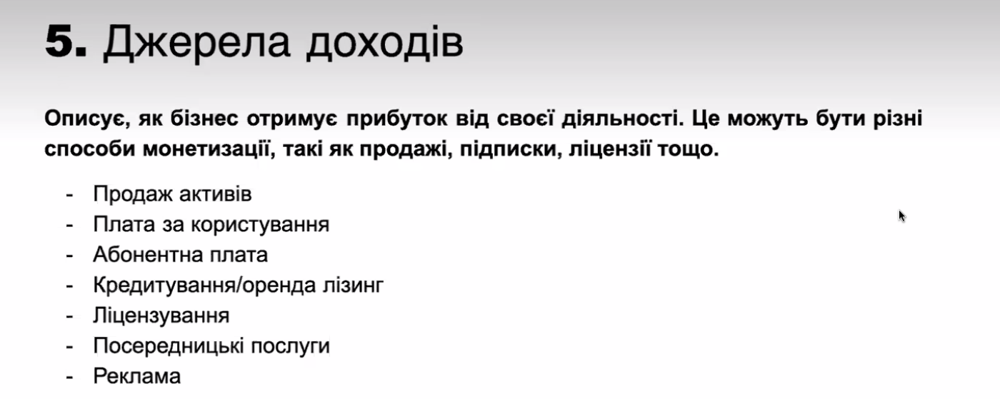 5. Джерела доходів
Описує, як бізнес отримує прибуток від своєї діяльності. Це можуть бути різні
способи монетизації, такі як продажі, підписки, ліцензії тощо.
- Продаж активів
- Плата за користування
- Абонентна плата
- Кредитування/оренда лізинг
- Ліцензування
- Посередницькі послуги
- Реклама